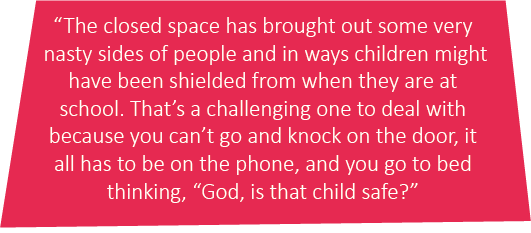 “The closed space has brought out some very
nasty sides of people and in ways children might
have been shielded from when they are at
school. That’s a challenging one to deal with
because you can’t go and knock on the door, it
all has to be on the phone, and you go to bed
thinking, “God, is that child safe?”